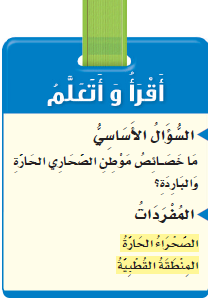 أَقْرَأُ وَ أَتَعَلَّمُ
السُّؤَالُ الأَسَاسِيُّ
مَا خَصَائِصُ مَوْطِنِ الصَّحَارِي الحَارَّةِ
وَالبَارِدَةِ؟
المُفْرَدَاتُ
الصَّحْرَاءُ الحَارَّةُ
المِنْطَقَةُ القُطْبِيَّةُ